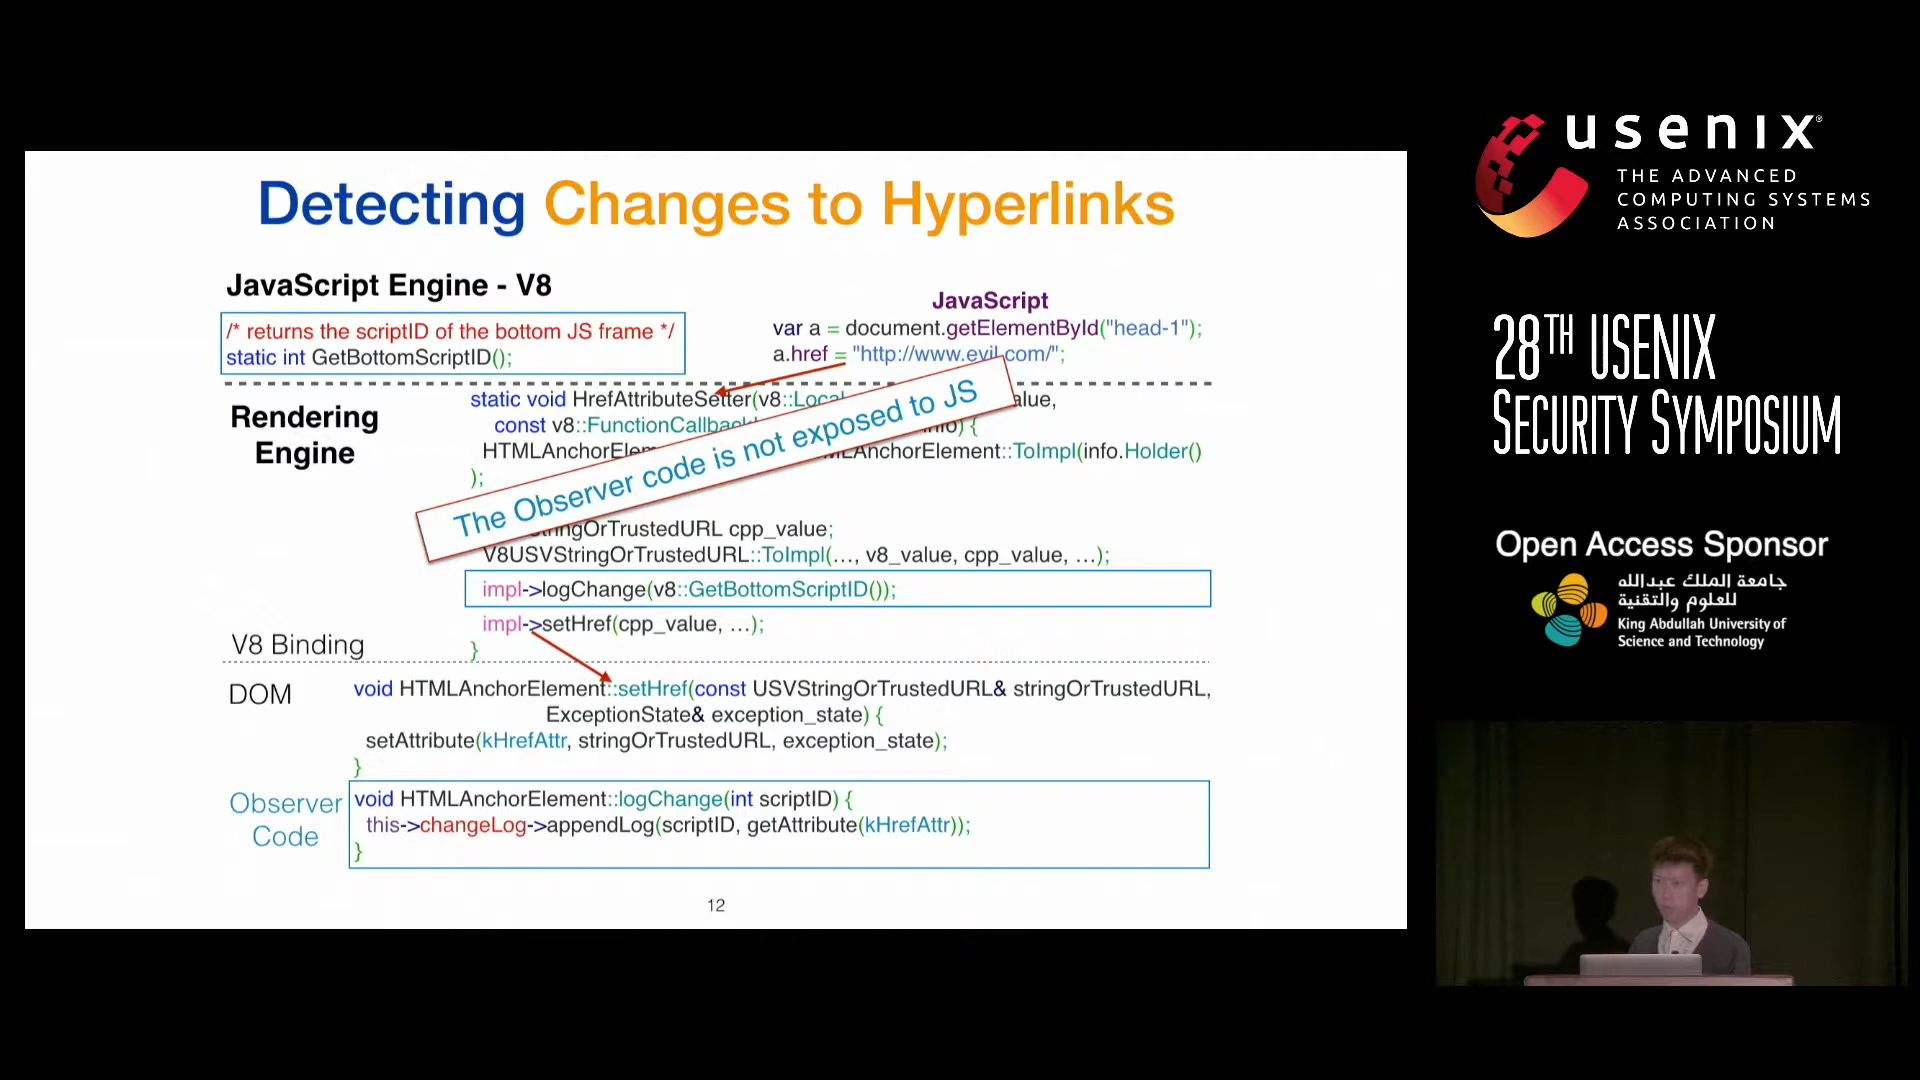 Detecting Changes to Hyperlinks
JavaScript Engine - V8
/* returns the scriptID of the bottom JS frame */
static int GetBottomScriptID();
JavaScript
var a = document.getElementById("head-1");
a.href = "http://www.evil.com/";
Rendering
Engine
static void HrefAttributeSetter(v8::Local alue,
const v8::FunctionCallback nfo) {
HTMLAnchorElem LAnchorElement::ToImpl(info.Holder()
);
The Observer code is not exposed to JS
ringOrTrustedURL cpp_value;
V8USVStringOrTrustedURL::ToImpl(…, v8_value, cpp_value, …);
impl->logChange(v8::GetBottomScriptID());
impl->setHref(cpp_value, …);
}
V8 Binding
DOM
void HTMLAnchorElement::setHref(const USVStringOrTrustedURL& stringOrTrustedURL,
ExceptionState& exception_state) {
setAttribute(kHrefAttr, stringOrTrustedURL, exception_state);
}
Observer
Code
void HTMLAnchorElement::logChange(int scriptID) {
this->changeLog->appendLog(scriptID, getAttribute(kHrefAttr));
}
12
usenix®
THE ADVANCED
COMPUTING SYSTEMS
ASSOCIATION
28TH USENIX
SECURITY SYMPOSIUM
Open Access Sponsor
جامعة الملك عبدالله
للعلوم والتقنية
King Abdullah University of
Science and Technology